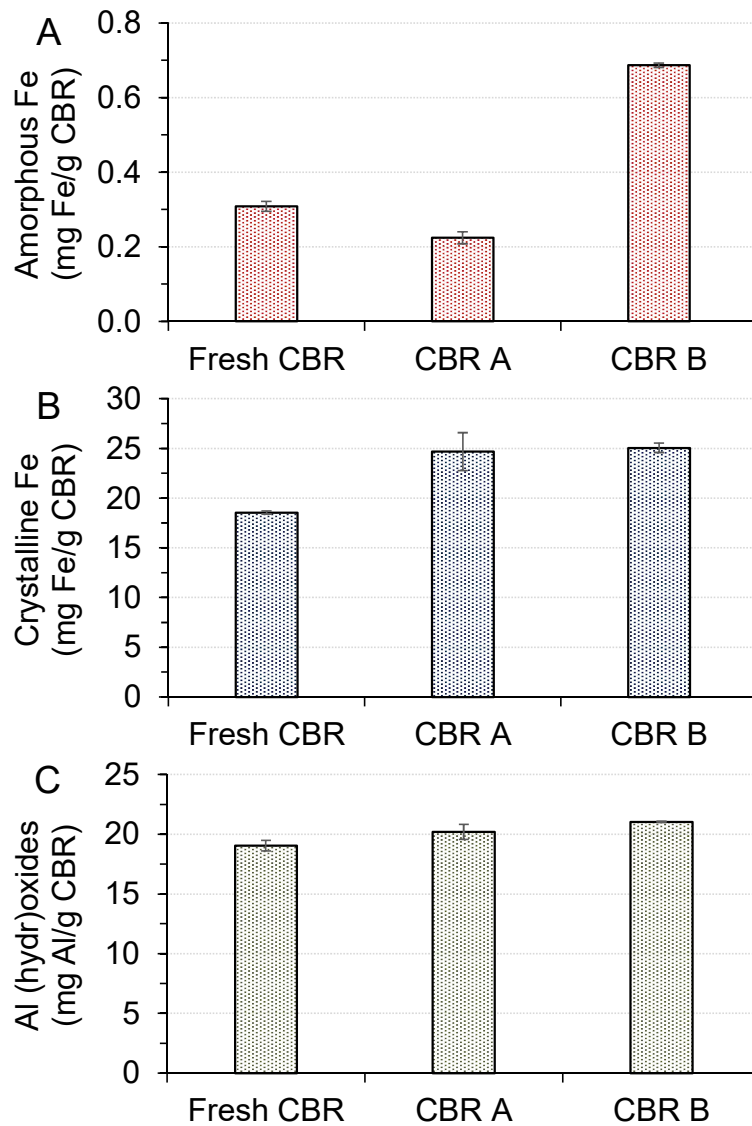 A
Amorphous Fe
(mg Fe/g CBR)
0.8
0.6
0.4
0.2
0.0
Fresh CBR CBR A CBR B
B
Crystalline Fe
(mg Fe/g CBR)
30
25
20
15
10
5
0
Fresh CBR CBR A CBR B
C
Al (hydr)oxides
(mg Al/g CBR)
25
20
15
10
5
0
Fresh CBR CBR A CBR B